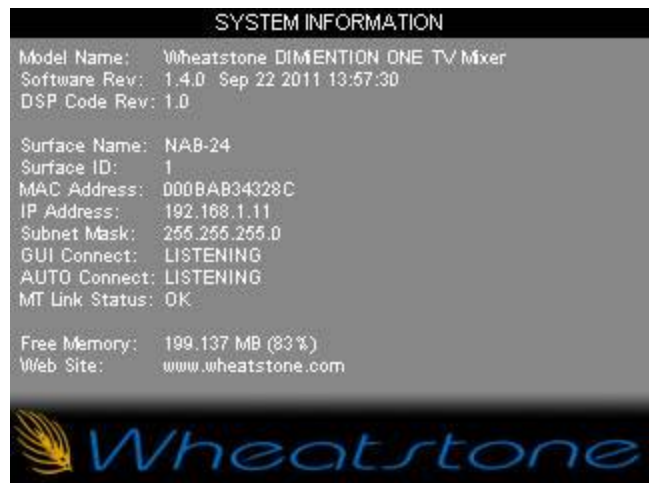 SYSTEM INFORMATION
Model Name: Wheatstone DIMENTION ONE TV Mixer
Software Rev: 1.4.0 Sep 22 2011 13:57:30
DSP Code Rev: 1.0
Surface Name: NAB-24
Surface ID: 1
MAC Address: 000BAB34328C
IP Address: 192.168.1.11
Subnet Mask: 255.255.255.0
GUI Connect: LISTENING
AUTO Connect: LISTENING
MT Link Status: OK
Free Memory: 199.137 MB (83%)
Web Site: www.wheatstone.com
Wheatstone